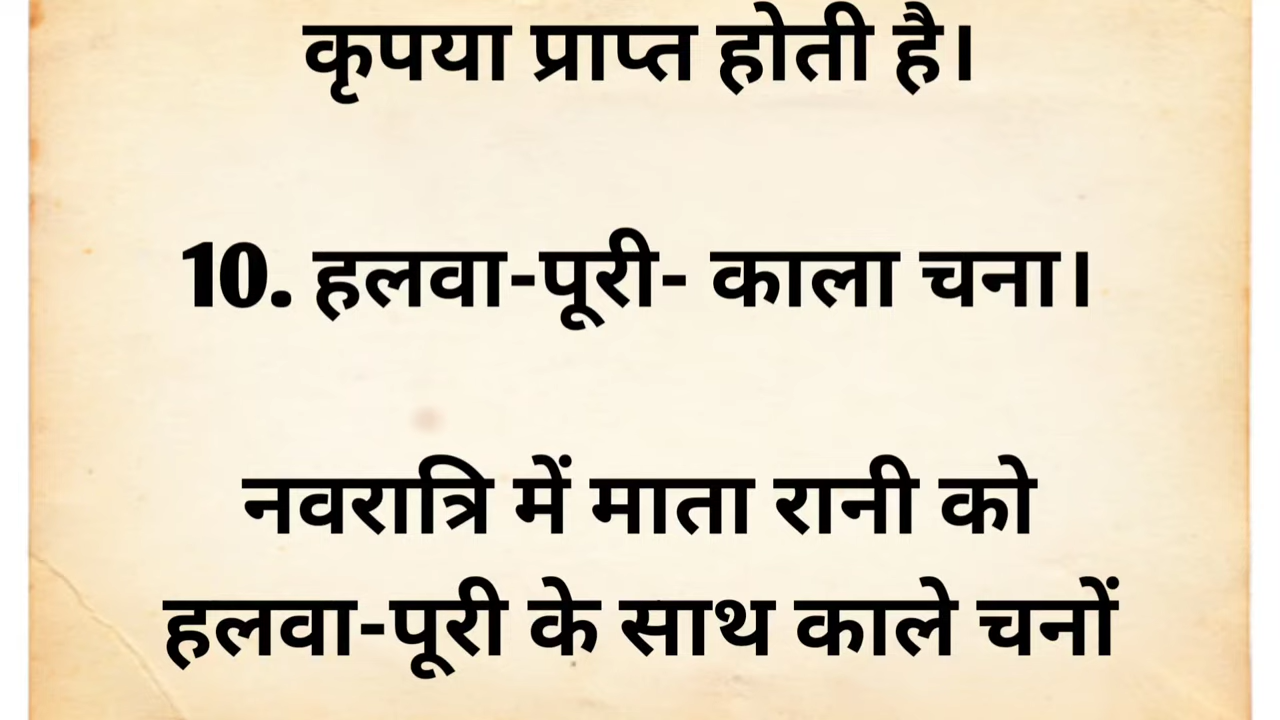 कृपया प्राप्त होती है।
10. हलवा-पूरी- काला चना।
नवरात्रि में माता रानी को
हलवा-पूरी के साथ काले चनों